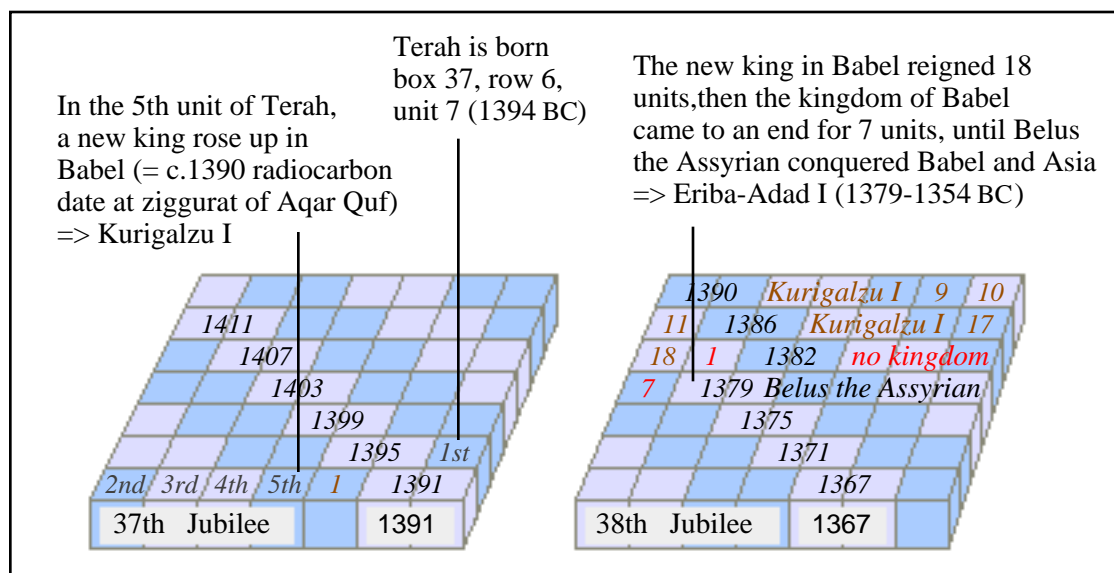 Terah is born
box 37, row 6,
unit 7 (1394 BC)
In the 5th unit of Terah,
a new king rose up in
Babel (= c.1390 radiocarbon
date at ziggurat of Aqar Quf)
=> Kurigalzu I
The new king in Babel reigned 18
units,then the kingdom of Babel
came to an end for 7 units, until Belus
the Assyrian conquered Babel and Asia
=> Eriba-Adad I (1379-1354 BC)
1411
1407
1403
1399
1395 1st
2nd 3rd 4th 5th 1 1391
37th Jubilee 1391
1390 Kurigalzu I 9 10
11 1386 Kurigalzu I 17
18 1 1382 no kingdom
7 1379 Belus the Assyrian
1375
1371
1367
38th Jubilee 1367